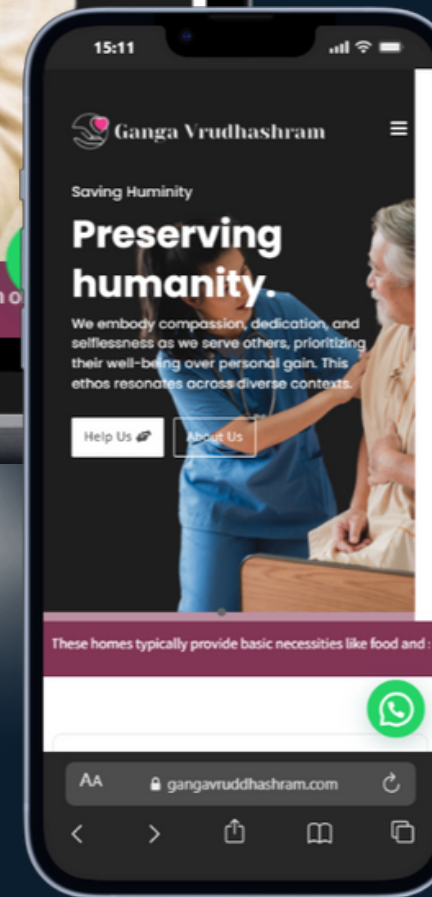 15:11
Ganga Vrudhashram
Saving Huminity
Preserving
humanity.
We embody compassion, dedication, and
selflessness as we serve others, prioritizing
their well-being over personal gain. This
ethos resonates across diverse contexts.
Help Us
About Us
These homes typically provide basic necessities like food and
AA
gangavruddhashram.com